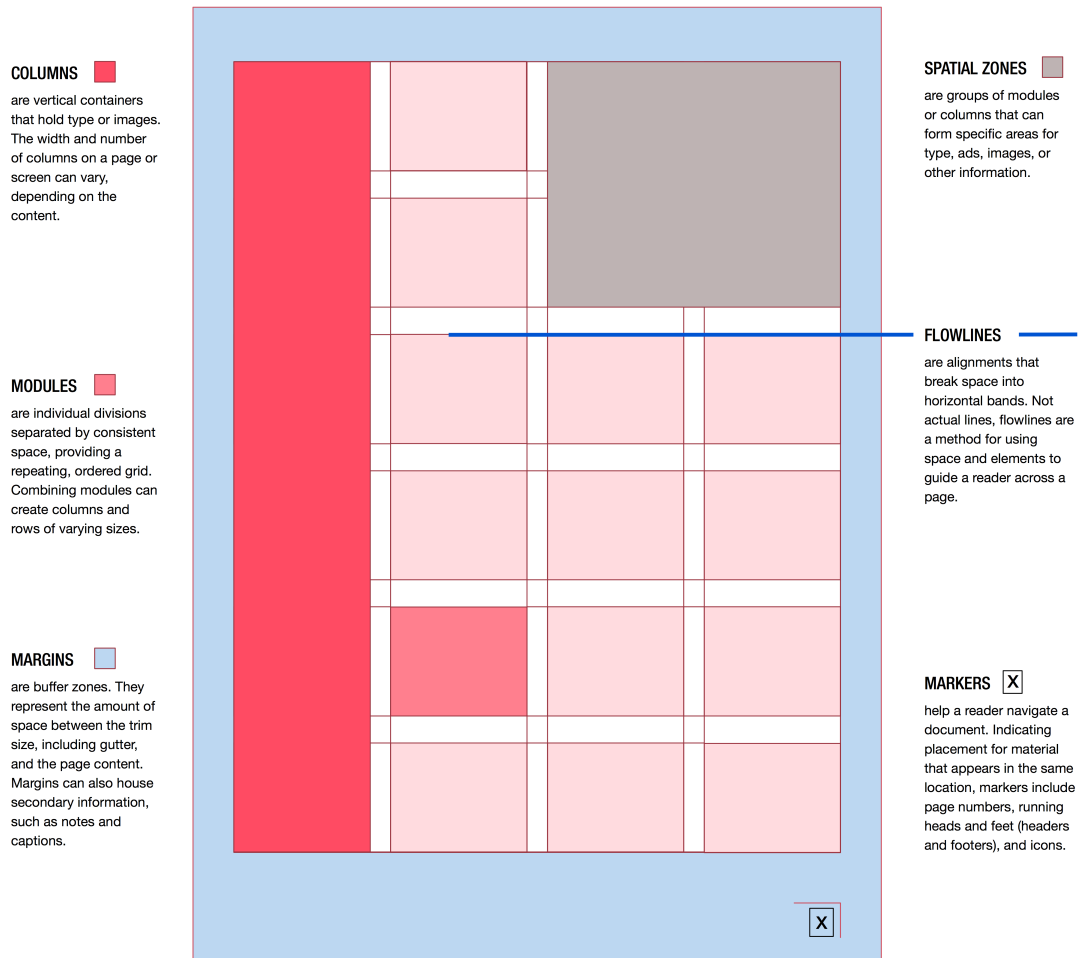 COLUMNS
are vertical containers
that hold type or images.
The width and number
of columns on a page or
screen can vary,
depending on the
content.
MODULES
are individual divisions
separated by consistent
space, providing a
repeating, ordered grid.
Combining modules can
create columns and
rows of varying sizes.
MARGINS
are buffer zones. They
represent the amount of
space between the trim
size, including gutter,
and the page content.
Margins can also house
secondary information,
such as notes and
captions.
SPATIAL ZONES
are groups of modules
or columns that can
form specific areas for
type, ads, images, or
other information.
FLOWLINES
are alignments that
break space into
horizontal bands. Not
actual lines, flowlines are
a method for using
space and elements to
guide a reader across a
page.
MARKERS X
help a reader navigate a
document. Indicating
placement for material
that appears in the same
location, markers include
page numbers, running
heads and feet (headers
and footers), and icons.
X